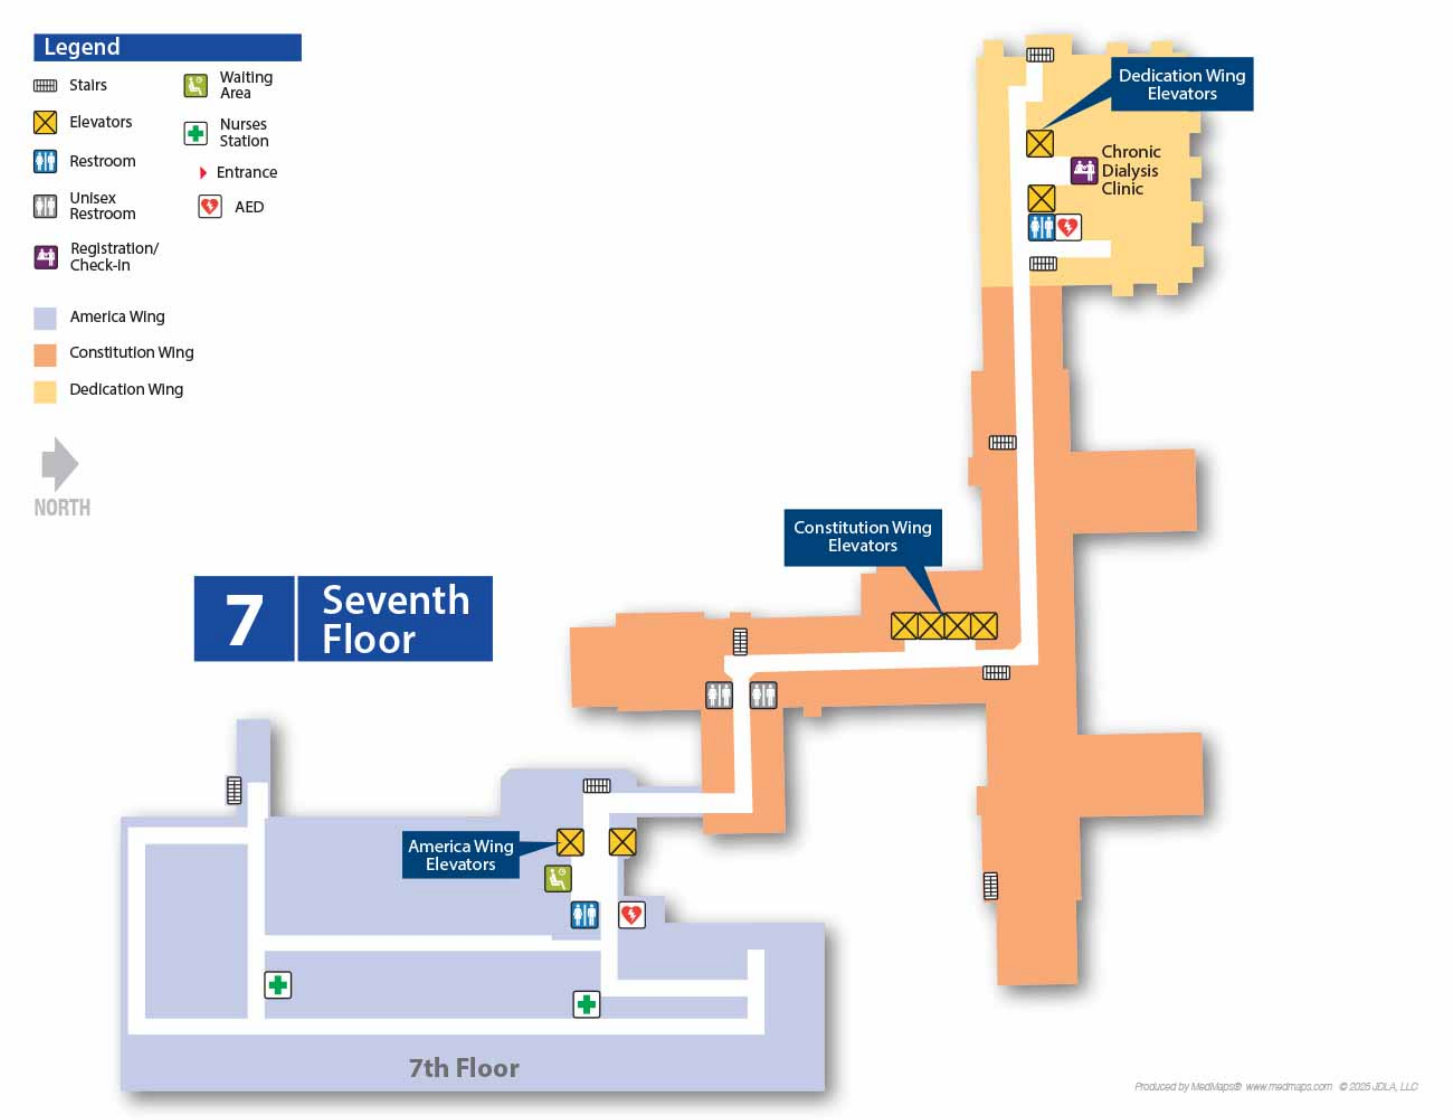 Legend
Stairs
Elevators
Restroom
Unisex
Restroom
Registration/
Check-In
Waiting
Area
Nurses
Station
Entrance
AED
America Wing
Constitution Wing
Dedication Wing
NORTH
7
Seventh
Floor
Dedication Wing
Elevators
Chronic
Dialysis
Clinic
Constitution Wing
Elevators
America Wing
Elevators
7th Floor
Produced by MedMaps® www.medmaps.com © 2025 JDLA, LLC